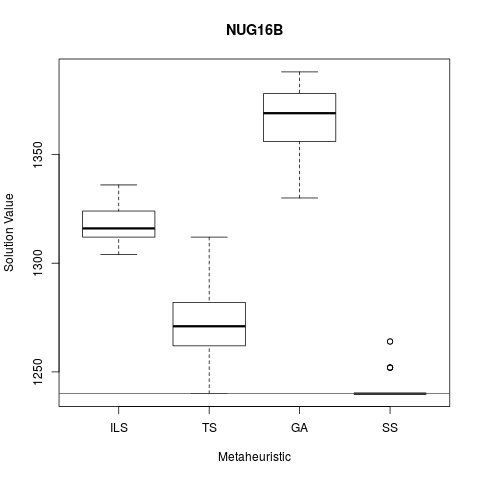 NUG16B
Solution Value
1350
1300
1250
ILS TS GA SS
Metaheuristic